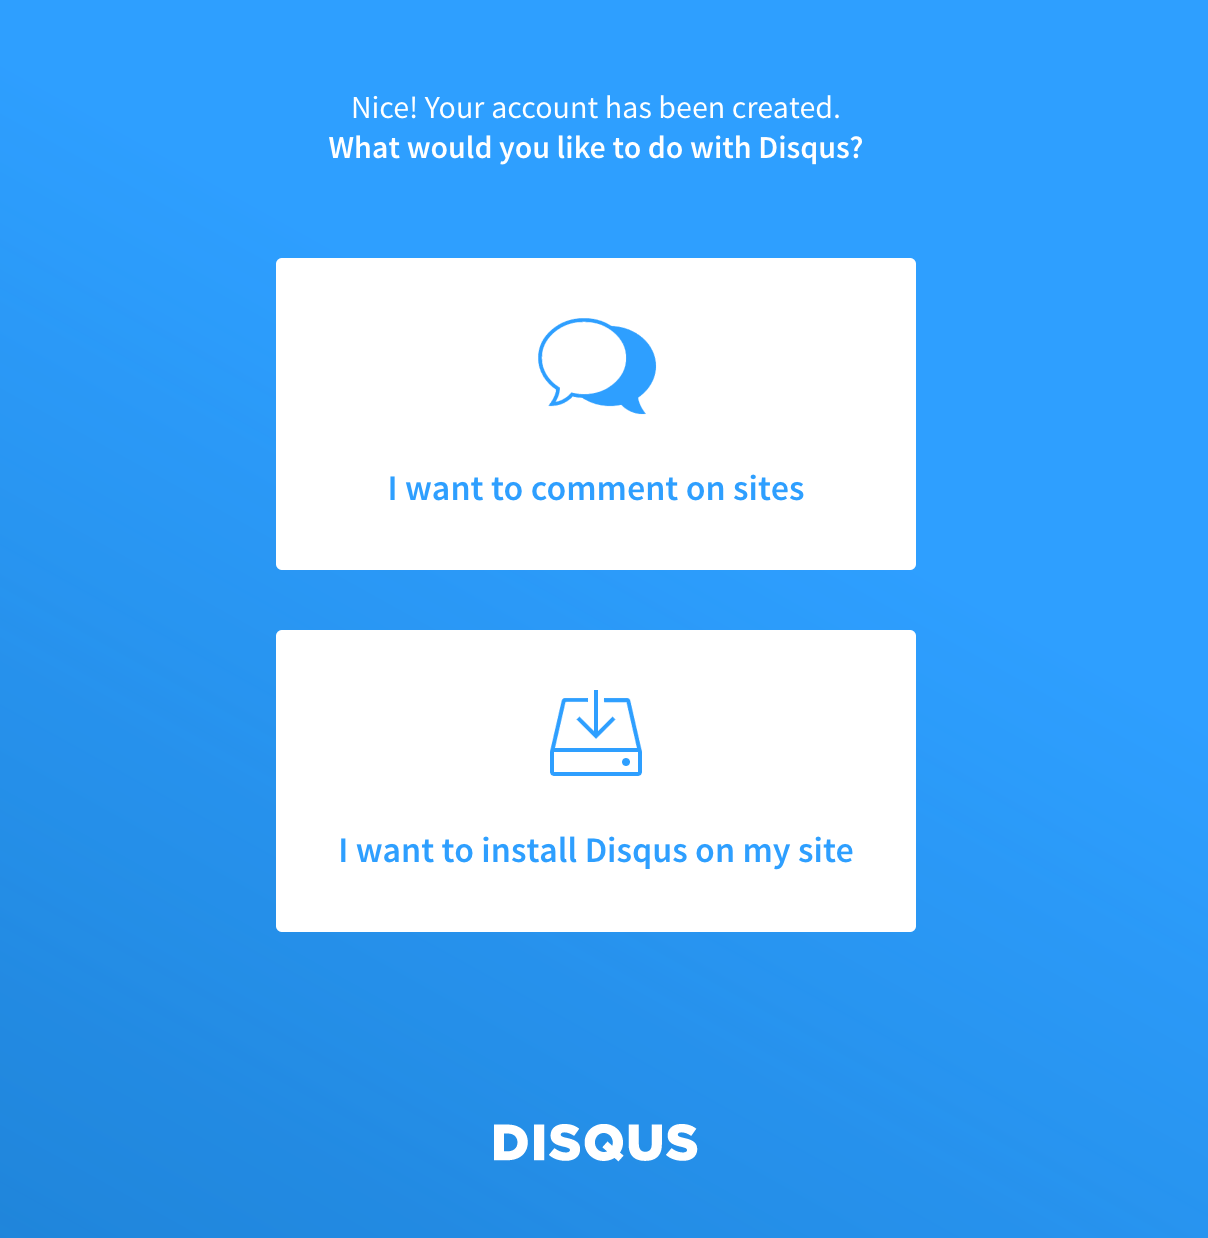 Nice! Your account has been created.
What would you like to do with Disqus?
I want to comment on sites
I want to install Disqus on my site
DISQUS